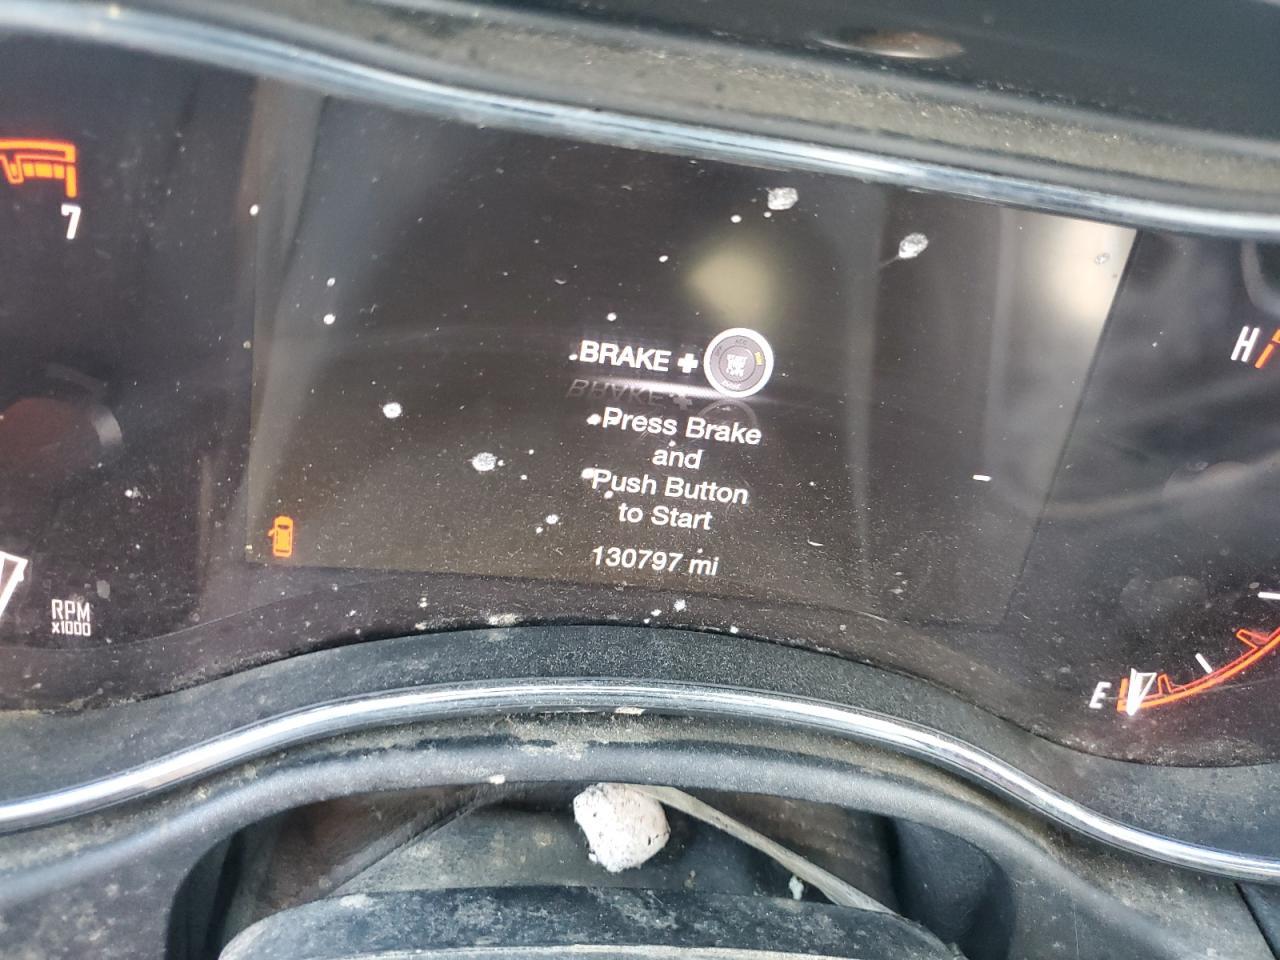 7
H
BRAKE +
Press Brake
and
Push Button
to Start
130797 mi
RPM
x1000
E